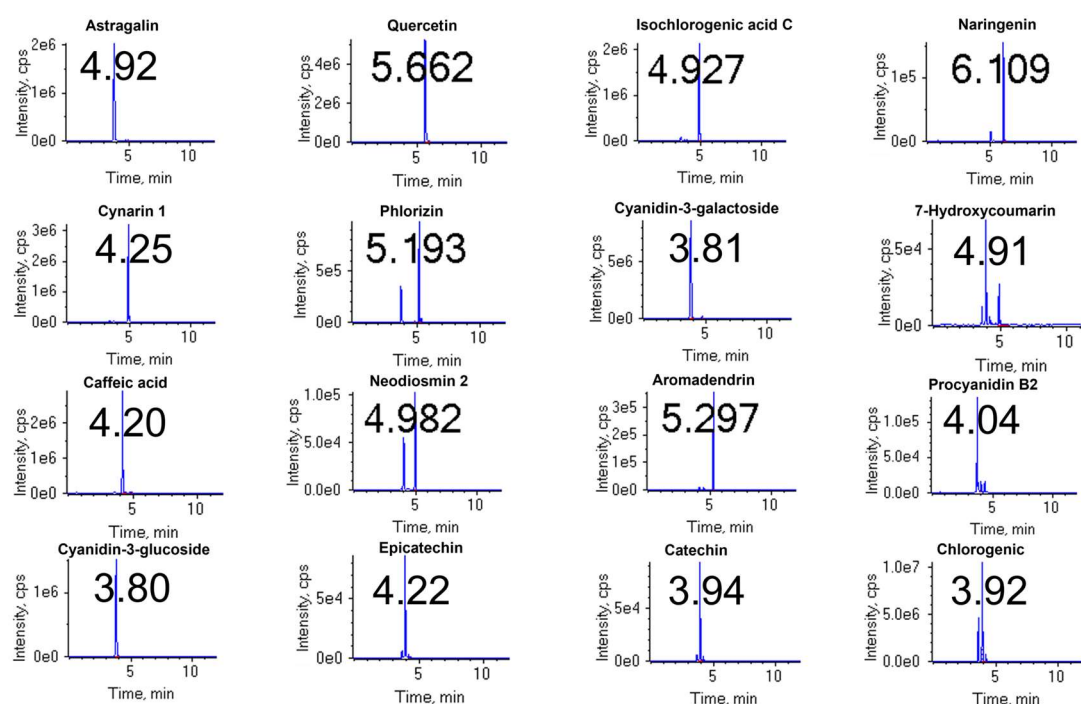 Astragalin
Intensity, cps
2e6
1e6
0e0
4.92
5
10
Time, min
Quercetin
Intensity, cps
4e6
2e6
0e0
5.662
5
10
Time, min
Isochlorogenic acid C
Intensity, cps
2e6
1e6
0e0
4.927
5
10
Time, min
Naringenin
Intensity, cps
1e5
0e0
6.109
5
10
Time, min
Cynarin 1
Intensity, cps
3e6
2e6
1e6
0e0
4.25
5
10
Time, min
Phlorizin
Intensity, cps
5e5
0e0
5.193
5
10
Time, min
Cyanidin-3-galactoside
Intensity, cps
5e6
0e0
3.81
5
10
Time, min
7-Hydroxycoumarin
Intensity, cps
5e4
0e0
4.91
5
10
Time, min
Caffeic acid
Intensity, cps
2e6
1e6
0e0
4.20
5
10
Time, min
Neodiosmin 2
Intensity, cps
1.0e5
5.0e4
0.0e0
4.982
5
10
Time, min
Aromadendrin
Intensity, cps
3e5
2e5
1e5
0e0
5.297
5
10
Time, min
Procyanidin B2
Intensity, cps
1.0e5
5.0e4
0.0e0
4.04
5
10
Time, min
Cyanidin-3-glucoside
Intensity, cps
1e6
0e0
3.80
5
10
Time, min
Epicatechin
Intensity, cps
5e4
0e0
4.22
5
10
Time, min
Catechin
Intensity, cps
5e4
0e0
3.94
5
10
Time, min
Chlorogenic
Intensity, cps
1.0e7
5.0e6
0.0e0
3.92
5
10
Time, min